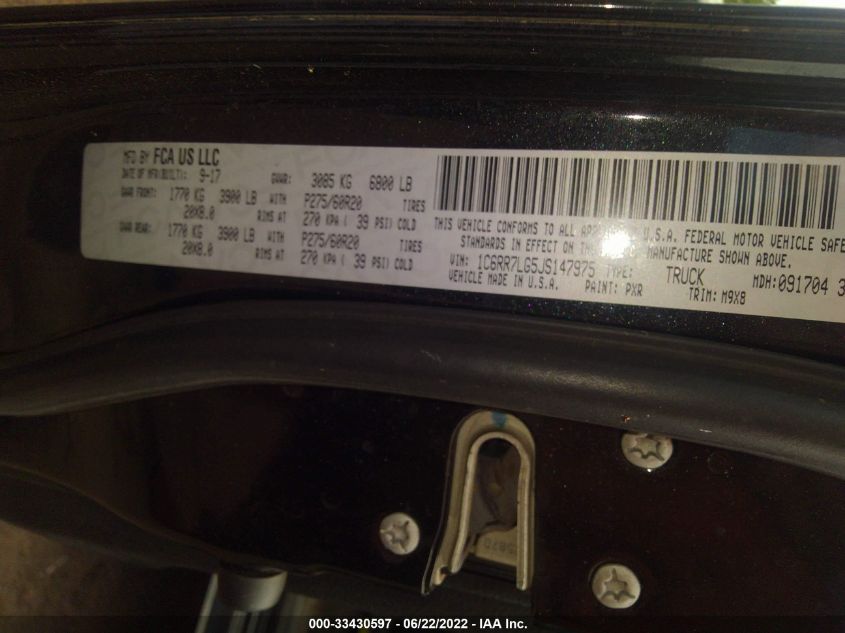 MFD BY FCA US LLC
DATE OF MFR(BUILT): 9-17 GVWR: 3085 KG 6800 LB
GAWR FRONT: 1770 KG 3900 LB WITH P275/60R20 TIRES
20X8.0 RIMS AT 270 KPA ( 39 PSI) COLD
GAWR REAR: 1770 KG 3900 LB WITH P275/60R20 TIRES
20X8.0 RIMS AT 270 KPA ( 39 PSI) COLD
THIS VEHICLE CONFORMS TO ALL U.S.A. FEDERAL MOTOR VEHICLE SAFE
STANDARDS IN EFFECT ON MANUFACTURE SHOWN ABOVE.
VIN: 1C6RR7LG5JS147975 TYPE: TRUCK MDH:091704 3
VEHICLE MADE IN U.S.A. PAINT: PXR TRIM: M9X8
000-33430597 - 06/22/2022 - IAA Inc.